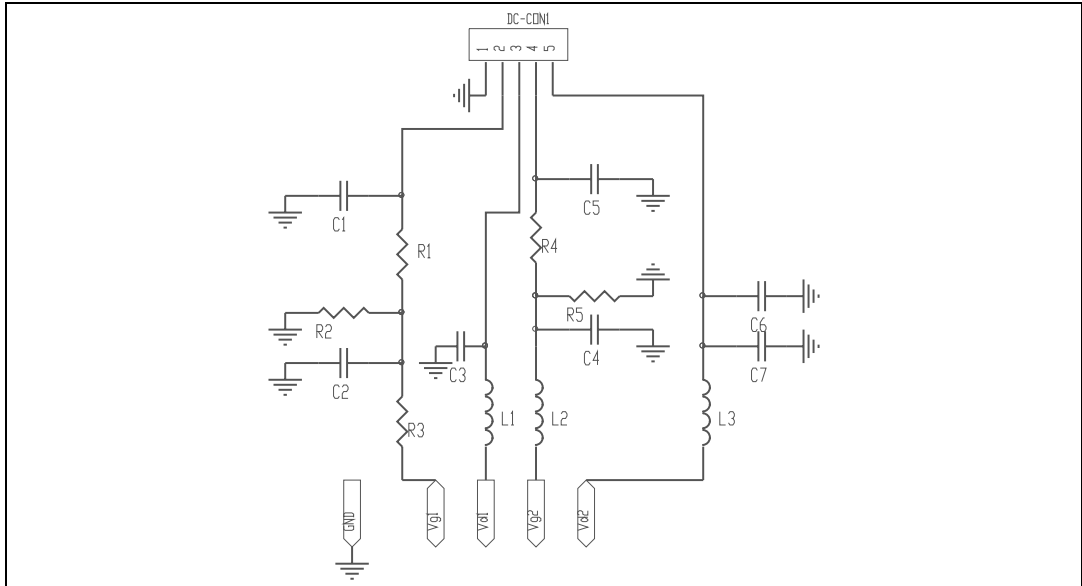 DC-CON1
1 2 3 4 5
C1
C5
R1
R4
R2
R5
C6
C2
C3
C4
C7
R3
L1
L2
L3
GND
Vg1
Vd1
Vg2
Vd2